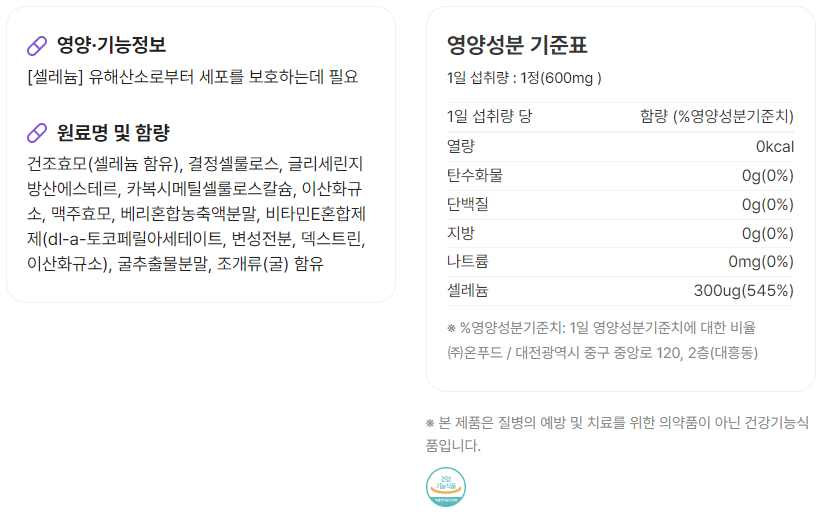 영양·기능정보
[셀레늄] 유해산소로부터 세포를 보호하는데 필요
원료명 및 함량
건조효모(셀레늄 함유), 결정셀룰로스, 글리세린지
방산에스테르, 카복시메틸셀룰로스칼슘, 이산화규
소, 맥주효모, 베리혼합농축액분말, 비타민E혼합제
제(dl-a-토코페릴아세테이트, 변성전분, 덱스트린,
이산화규소), 굴추출물분말, 조개류(굴) 함유
영양성분 기준표
1일 섭취량 : 1정(600mg )
1일 섭취량 당 함량 (%영양성분기준치)
열량 0kcal
탄수화물 0g(0%)
단백질 0g(0%)
지방 0g(0%)
나트륨 0mg(0%)
셀레늄 300ug(545%)
※ %영양성분기준치: 1일 영양성분기준치에 대한 비율
㈜온푸드 / 대전광역시 중구 중앙로 120, 2층(대흥동)
※ 본 제품은 질병의 예방 및 치료를 위한 의약품이 아닌 건강기능식
품입니다.
건강
기능식품